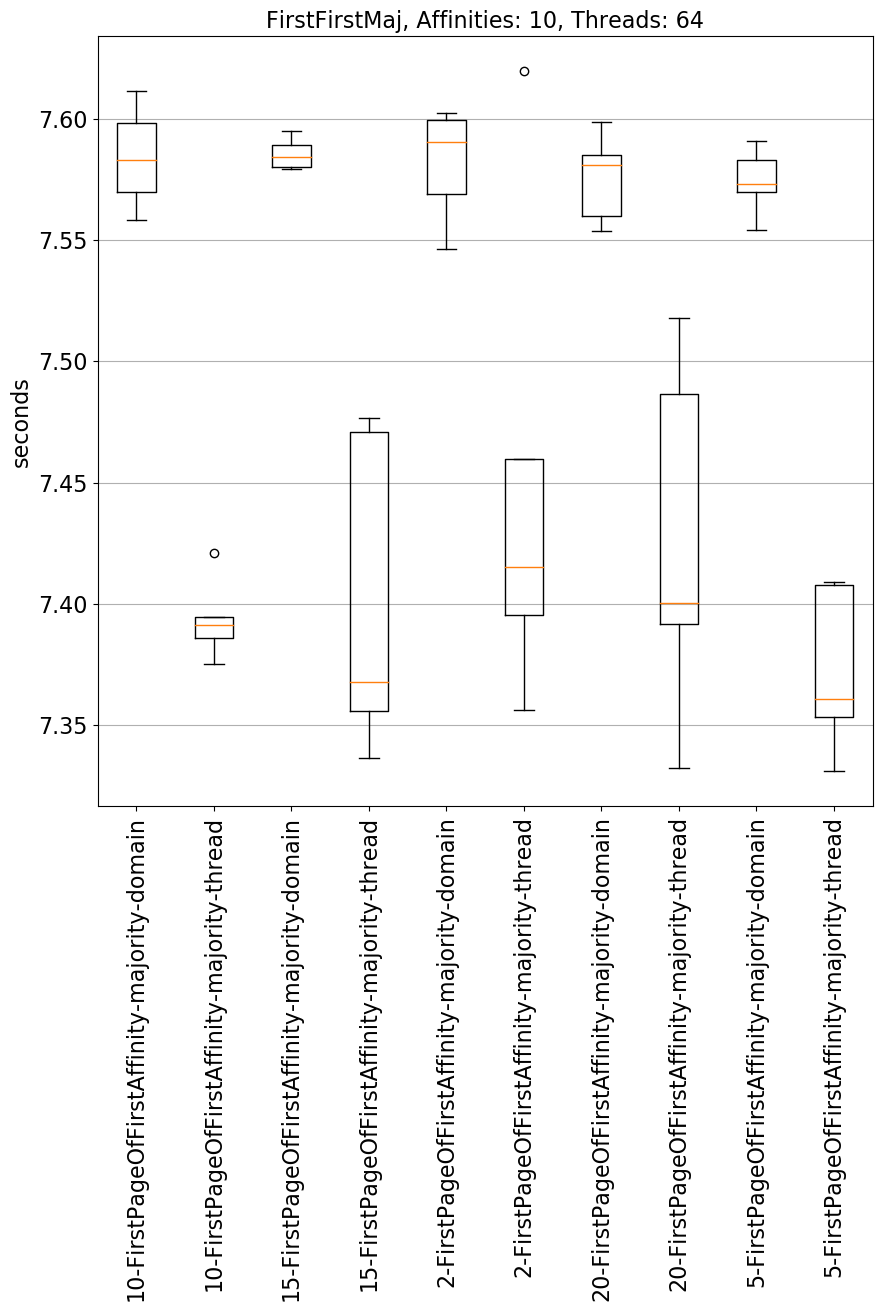 FirstFirstMaj, Affinities: 10, Threads: 64
seconds
7.60
7.55
7.50
7.45
7.40
7.35
10-FirstPageOfFirstAffinity-majority-domain
10-FirstPageOfFirstAffinity-majority-thread
15-FirstPageOfFirstAffinity-majority-domain
15-FirstPageOfFirstAffinity-majority-thread
2-FirstPageOfFirstAffinity-majority-domain
2-FirstPageOfFirstAffinity-majority-thread
20-FirstPageOfFirstAffinity-majority-domain
20-FirstPageOfFirstAffinity-majority-thread
5-FirstPageOfFirstAffinity-majority-domain
5-FirstPageOfFirstAffinity-majority-thread